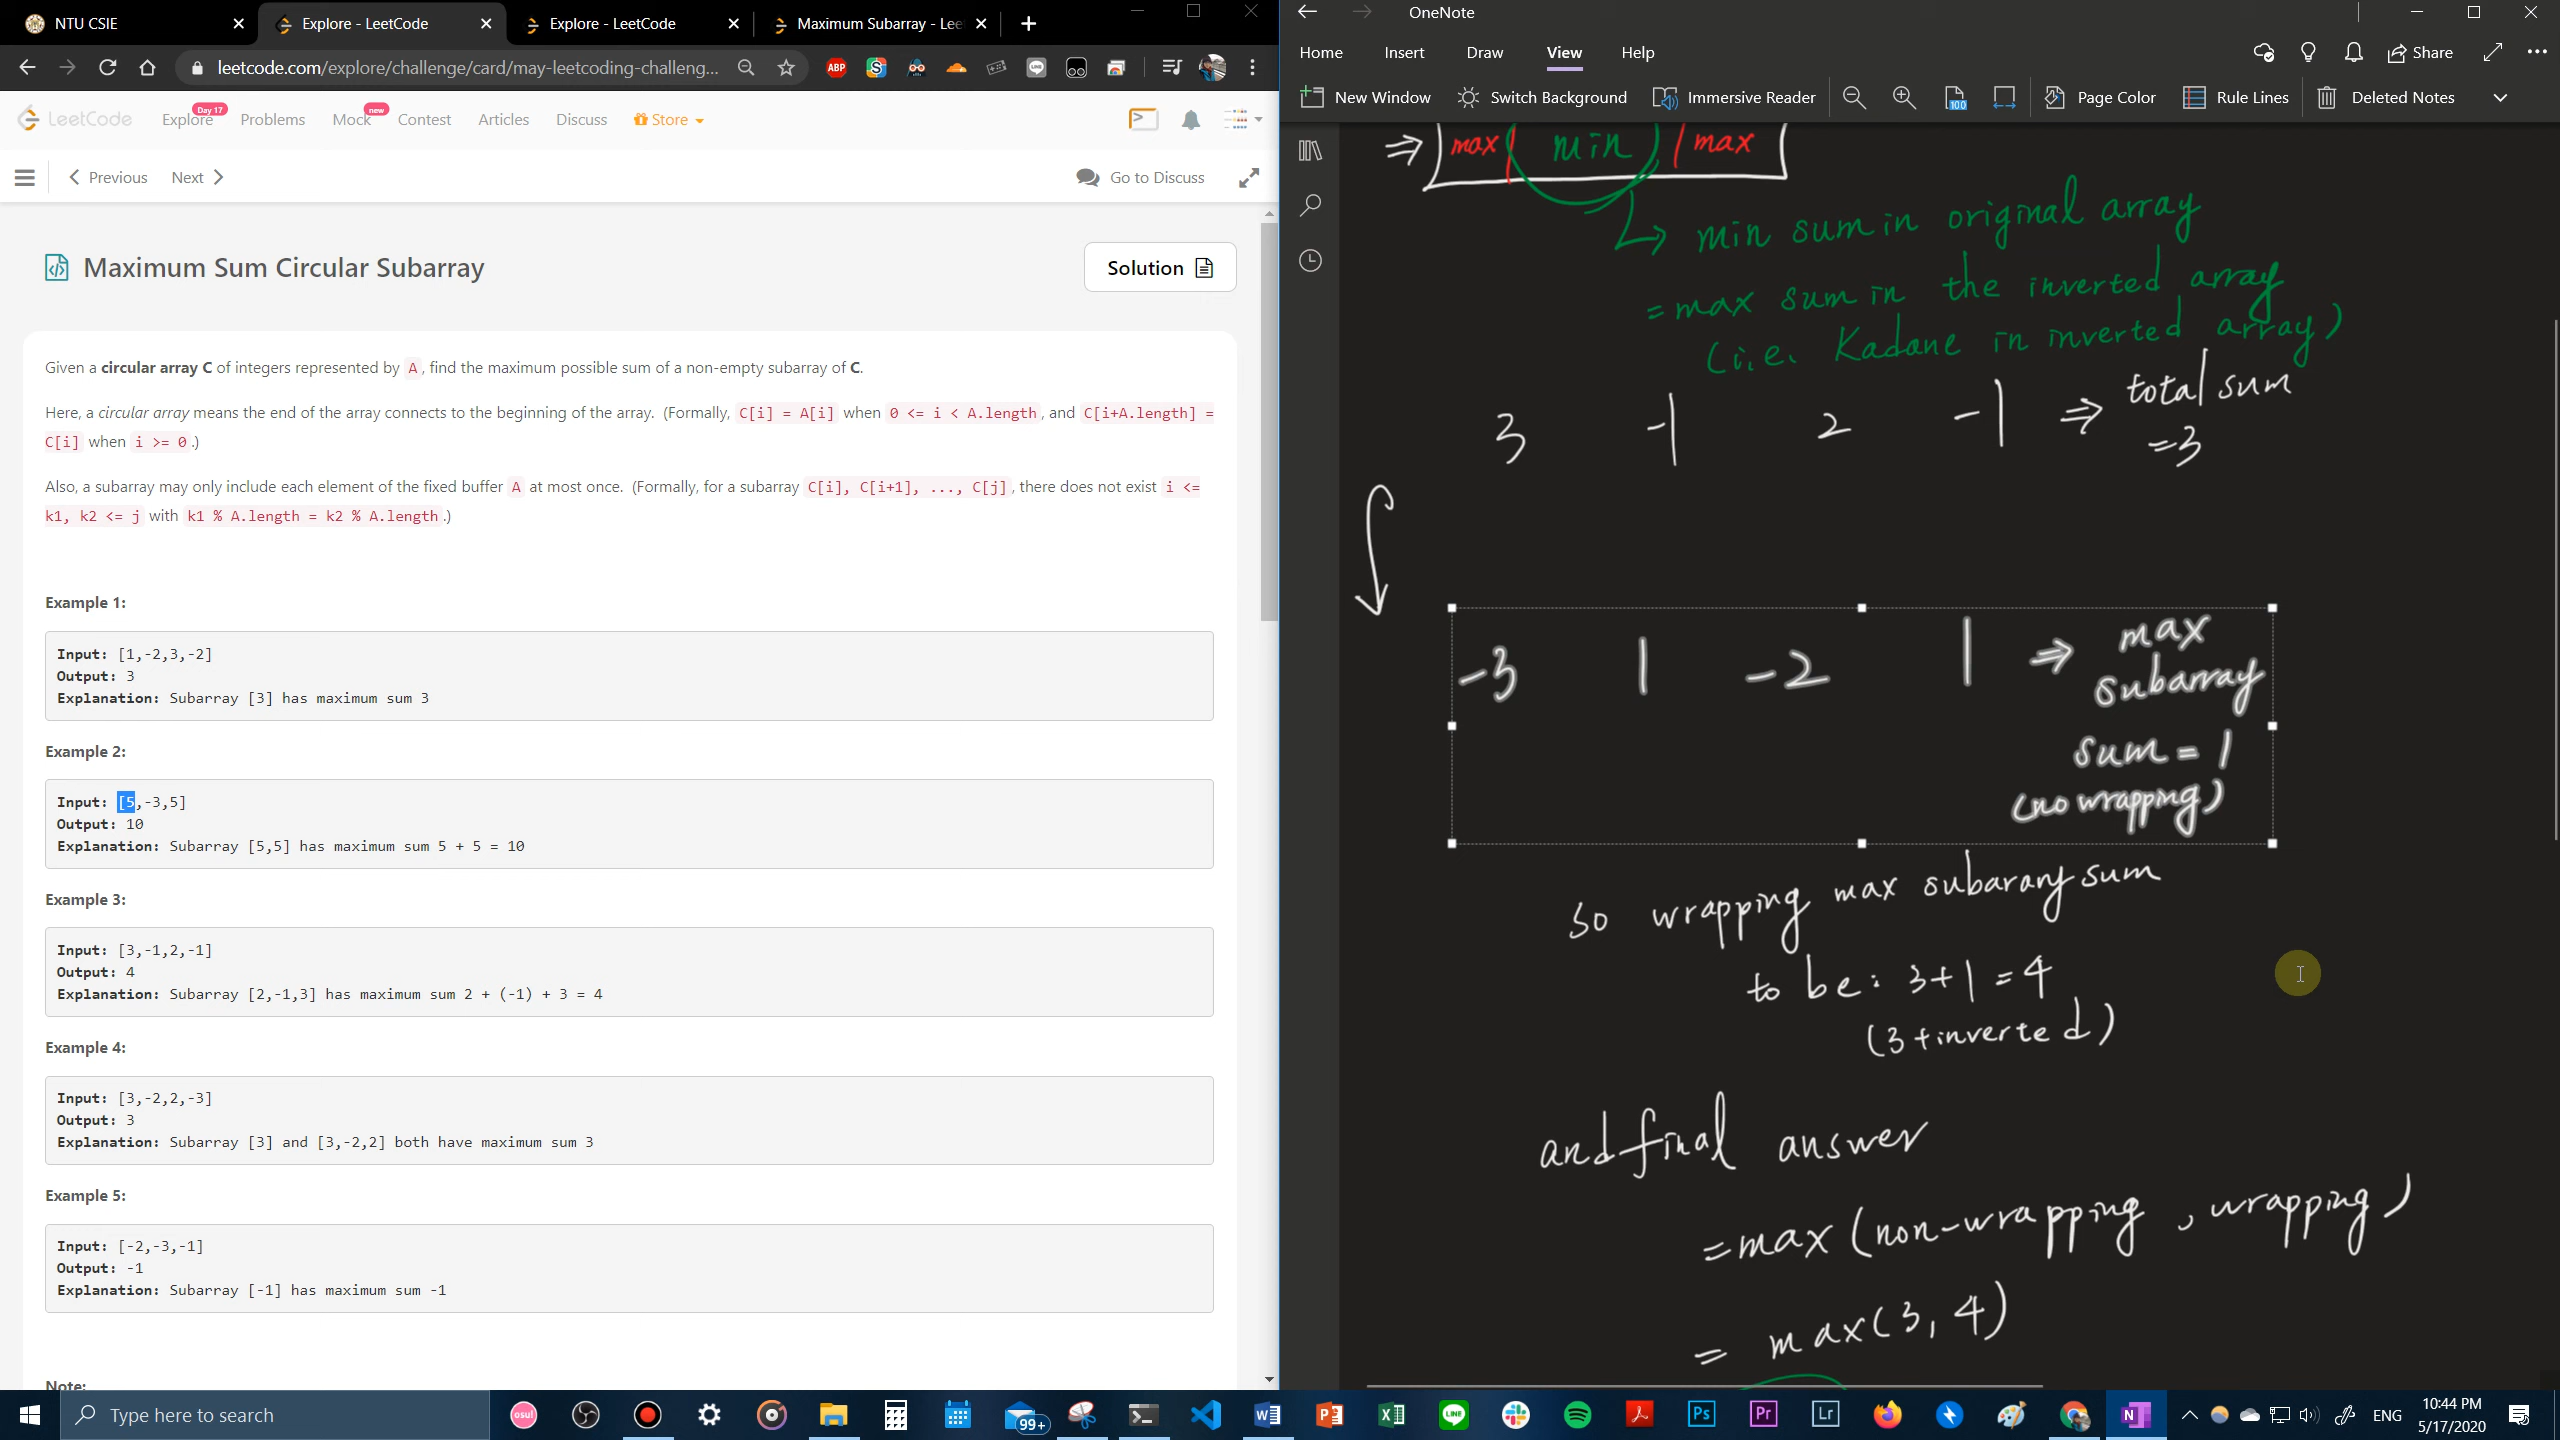 NTU CSIE
Explore - LeetCode
Explore - LeetCode
Maximum Subarray - Lee
leetcode.com/explore/challenge/card/may-leetcoding-challeng...
ABP
LeetCode
Explore Day 17
Problems
Mock new
Contest
Articles
Discuss
Store
Previous
Next
Go to Discuss
Maximum Sum Circular Subarray
Solution
Given a circular array C of integers represented by A, find the maximum possible sum of a non-empty subarray of C.
Here, a circular array means the end of the array connects to the beginning of the array. (Formally, C[i] = A[i] when 0 <= i < A.length, and C[i+A.length] =
C[i] when i >= 0.)
Also, a subarray may only include each element of the fixed buffer A at most once. (Formally, for a subarray C[i], C[i+1], ..., C[j], there does not exist i <=
k1, k2 <= j with k1 % A.length = k2 % A.length.)
Example 1:
Input: [1,-2,3,-2]
Output: 3
Explanation: Subarray [3] has maximum sum 3
Example 2:
Input: [5,-3,5]
Output: 10
Explanation: Subarray [5,5] has maximum sum 5 + 5 = 10
Example 3:
Input: [3,-1,2,-1]
Output: 4
Explanation: Subarray [2,-1,3] has maximum sum 2 + (-1) + 3 = 4
Example 4:
Input: [3,-2,2,-3]
Output: 3
Explanation: Subarray [3] and [3,-2,2] both have maximum sum 3
Example 5:
Input: [-2,-3,-1]
Output: -1
Explanation: Subarray [-1] has maximum sum -1
Note:
OneNote
Home Insert Draw View Help
Share
New Window
Switch Background
Immersive Reader
100
Page Color
Rule Lines
Deleted Notes
⇒ max min max
↳ min sum in original array
= max sum in the inverted array
(i.e. Kadane in inverted array)
3 -1 2 -1 ⇒ total sum
=3
-3 1 -2 1 ⇒ max
subarray
sum = 1
(no wrapping)
so wrapping max subarany sum
to be: 3+1 =4
(3+inverted)
and final answer
=max (non-wrapping, wrapping)
= max(3,4)
Type here to search
osu!
99+
LINE
Ps
Pr
Lr
N
ENG
10:44 PM
5/17/2020